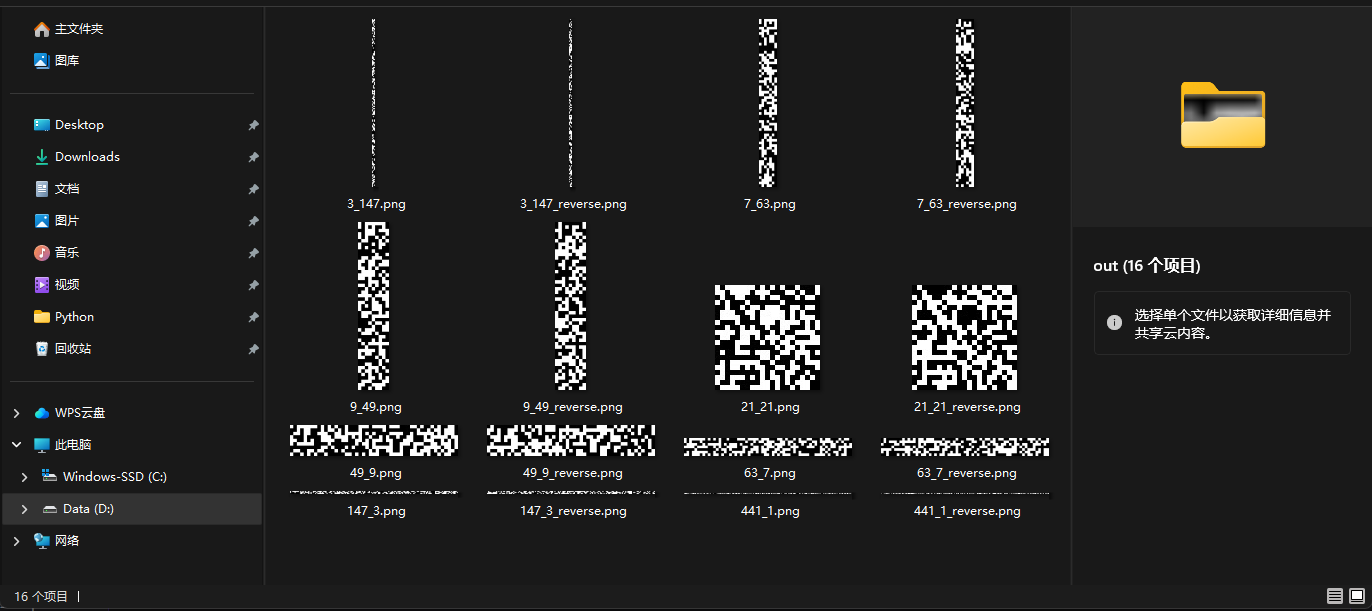 主文件夹
图库
Desktop
Downloads
文档
图片
音乐
视频
Python
回收站
WPS云盘
此电脑
Windows-SSD (C:)
Data (D:)
网络
3_147.png
3_147_reverse.png
7_63.png
7_63_reverse.png
9_49.png
9_49_reverse.png
21_21.png
21_21_reverse.png
49_9.png
49_9_reverse.png
63_7.png
63_7_reverse.png
147_3.png
147_3_reverse.png
441_1.png
441_1_reverse.png
out (16 个项目)
选择单个文件以获取详细信息并
共享云内容。
16 个项目